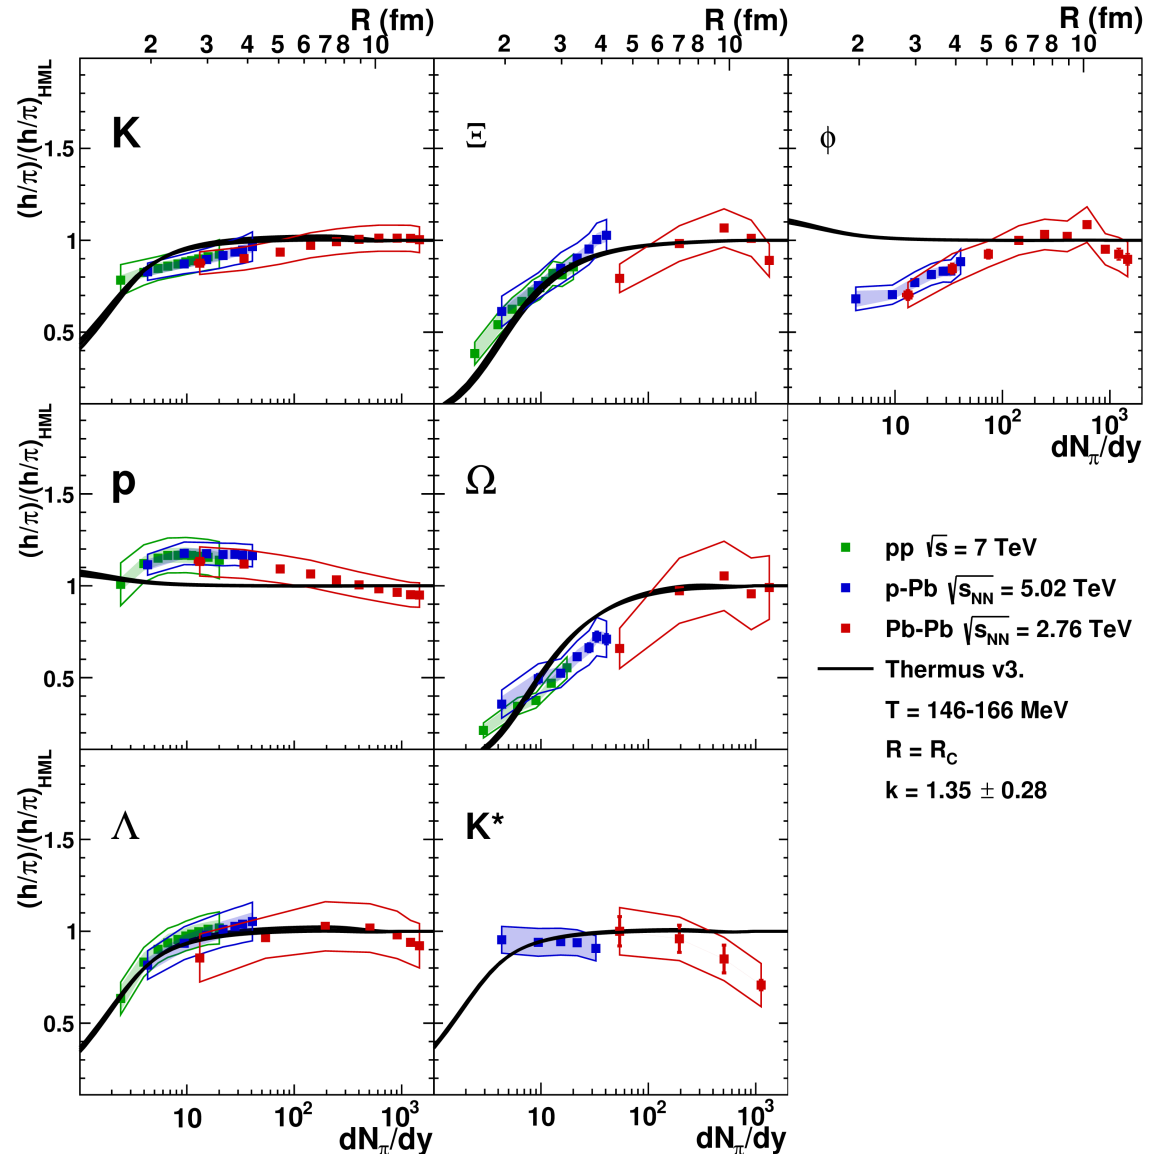 R (fm) R (fm) R (fm)
2 3 4 5 6 7 8 10 2 3 4 5 6 7 8 10 2 3 4 5 6 7 8 10
(h/π)/(h/π)HML
K Ξ ϕ
1.5
1
0.5
10 10² 10³
dNπ/dy
(h/π)/(h/π)HML
p Ω
1.5
1
0.5
pp √s = 7 TeV
p-Pb √sNN = 5.02 TeV
Pb-Pb √sNN = 2.76 TeV
Thermus v3.
T = 146-166 MeV
R = RC
k = 1.35 ± 0.28
(h/π)/(h/π)HML
Λ K*
1.5
1
0.5
10 10² 10³ 10 10² 10³
dNπ/dy dNπ/dy